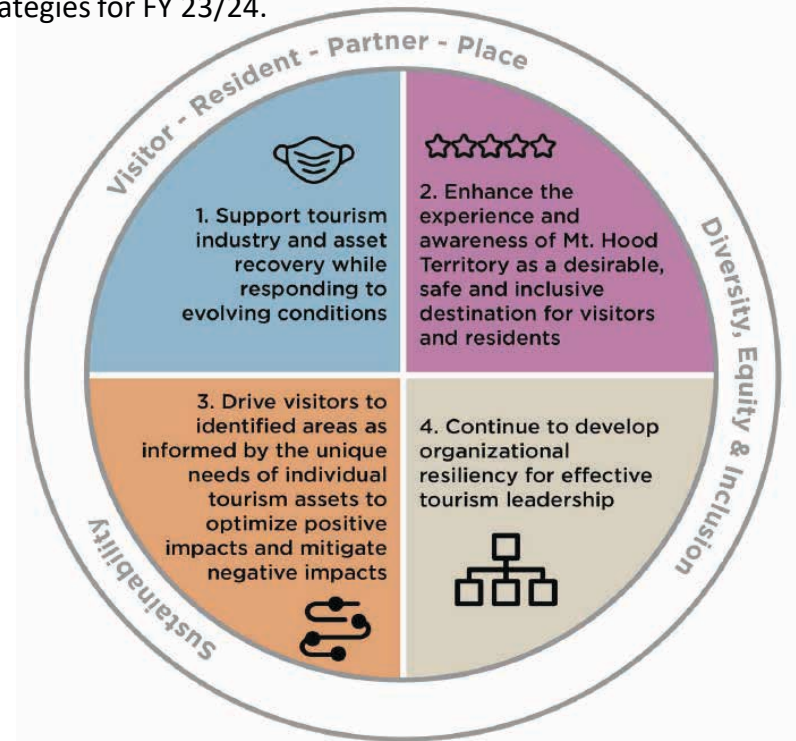 ategies for FY 23/24.
Visitor - Resident - Partner - Place
1. Support tourism
industry and asset
recovery while
responding to
evolving conditions
2. Enhance the
experience and
awareness of Mt. Hood
Territory as a desirable,
safe and inclusive
destination for visitors
and residents
3. Drive visitors to
identified areas as
informed by the unique
needs of individual
tourism assets to
optimize positive
impacts and mitigate
negative impacts
4. Continue to develop
organizational
resiliency for effective
tourism leadership
Diversity, Equity & Inclusion
Sustainability